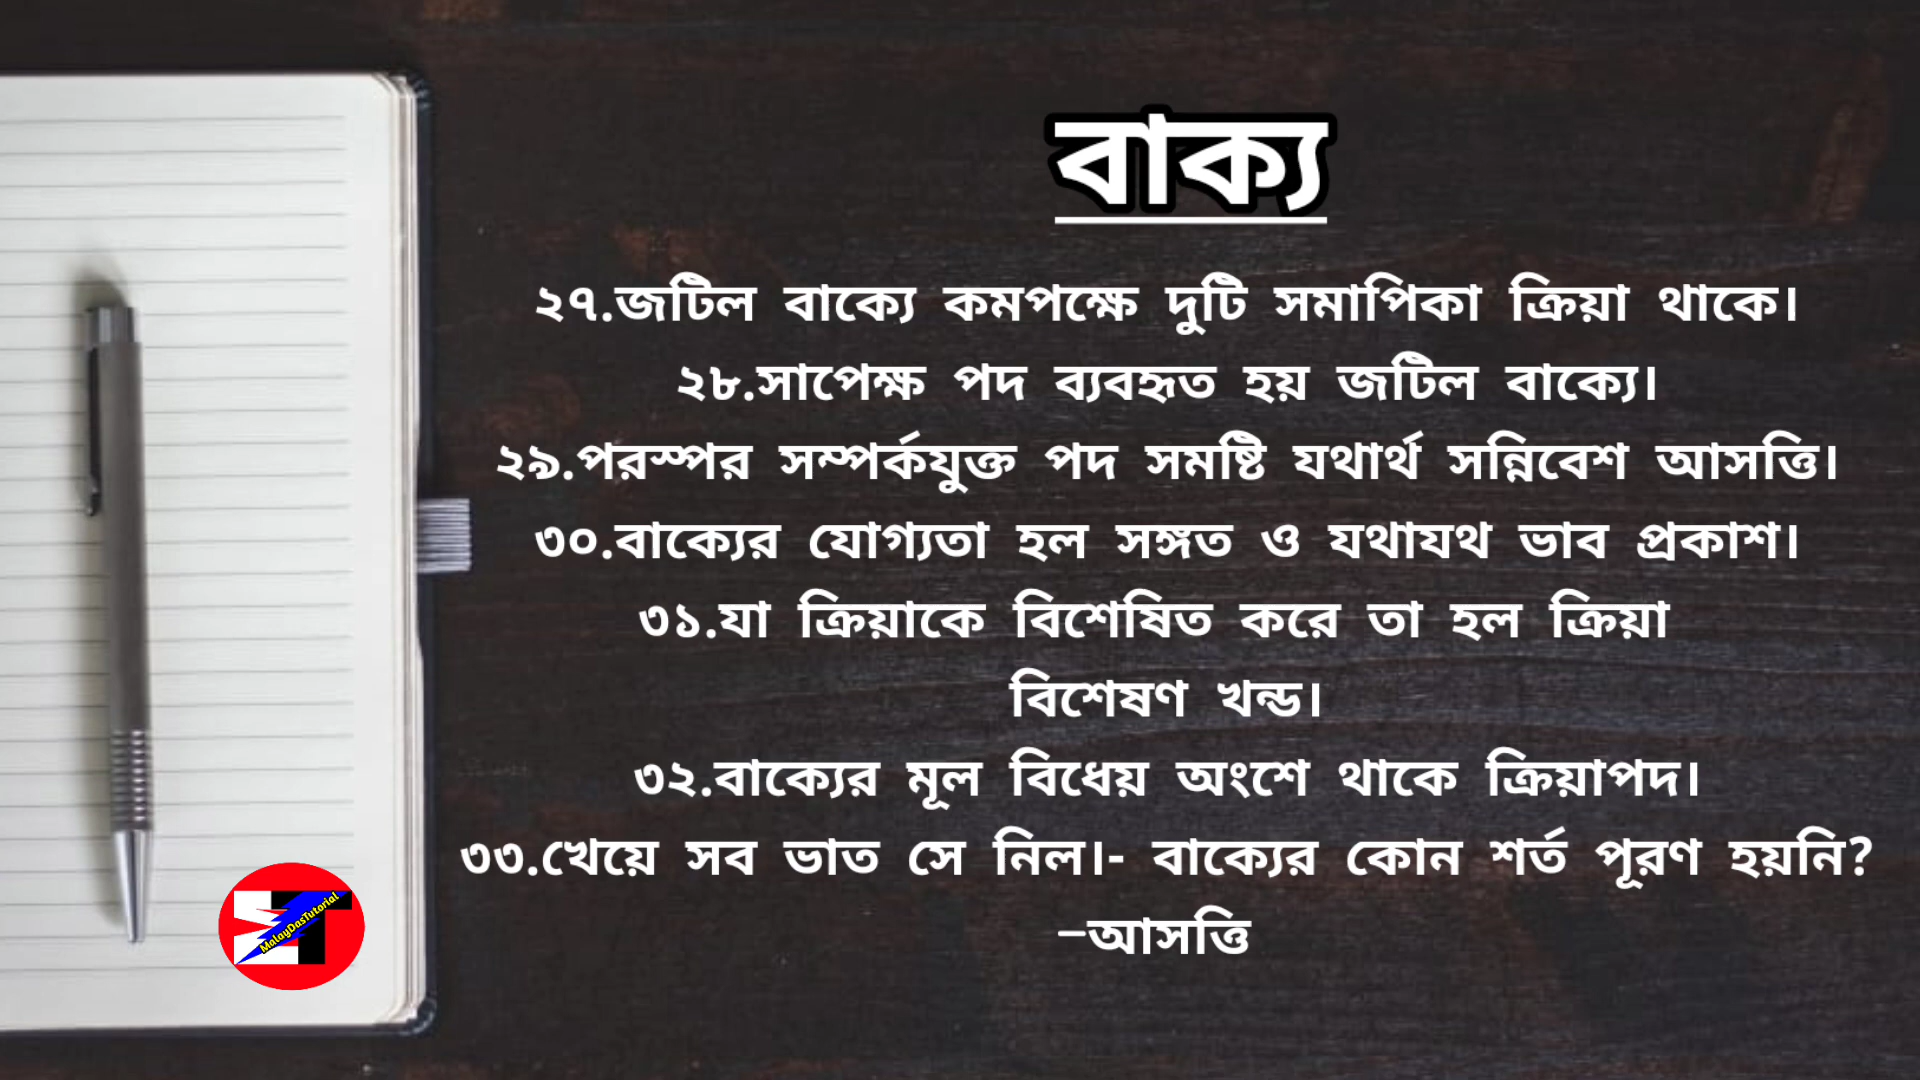 বাক্য
২৭.জটিল বাক্যে কমপক্ষে দুটি সমাপিকা ক্রিয়া থাকে।
২৮.সাপেক্ষ পদ ব্যবহৃত হয় জটিল বাক্যে।
২৯.পরস্পর সম্পর্কযুক্ত পদ সমষ্টি যথার্থ সন্নিবেশ আসত্তি।
৩০.বাক্যের যোগ্যতা হল সঙ্গত ও যথাযথ ভাব প্রকাশ।
৩১.যা ক্রিয়াকে বিশেষিত করে তা হল ক্রিয়া
বিশেষণ খন্ড।
৩২.বাক্যের মূল বিধেয় অংশে থাকে ক্রিয়াপদ।
৩৩.খেয়ে সব ভাত সে নিল।- বাক্যের কোন শর্ত পূরণ হয়নি?
–আসত্তি
MalayDasTutorial